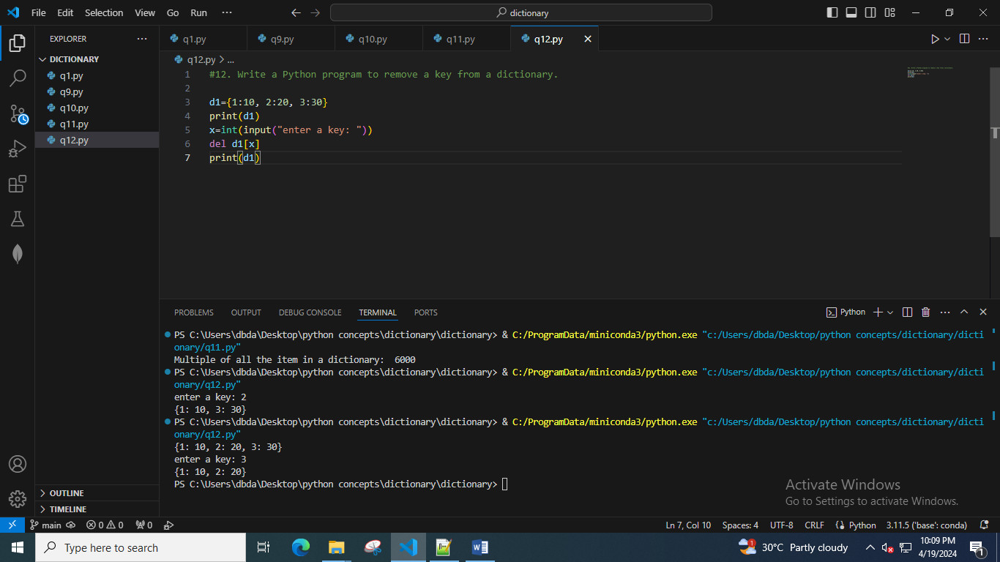 File Edit Selection View Go Run ···
dictionary
EXPLORER
DICTIONARY
q1.py
q9.py
q10.py
q11.py
q12.py
OUTLINE
TIMELINE
q1.py q9.py q10.py q11.py q12.py
q12.py > ...
1 #12. Write a Python program to remove a key from a dictionary.
2
3 d1={1:10, 2:20, 3:30}
4 print(d1)
5 x=int(input("enter a key: "))
6 del d1[x]
7 print(d1)
PROBLEMS OUTPUT DEBUG CONSOLE TERMINAL PORTS
Python
PS C:\Users\dbda\Desktop\python concepts\dictionary\dictionary> & C:/ProgramData/miniconda3/python.exe "c:/Users/dbda/Desktop/python concepts/dictionary/dicti
onary/q11.py"
Multiple of all the item in a dictionary:  6000
PS C:\Users\dbda\Desktop\python concepts\dictionary\dictionary> & C:/ProgramData/miniconda3/python.exe "c:/Users/dbda/Desktop/python concepts/dictionary/dicti
onary/q12.py"
enter a key: 2
{1: 10, 3: 30}
PS C:\Users\dbda\Desktop\python concepts\dictionary\dictionary> & C:/ProgramData/miniconda3/python.exe "c:/Users/dbda/Desktop/python concepts/dictionary/dicti
onary/q12.py"
{1: 10, 2: 20, 3: 30}
enter a key: 3
{1: 10, 2: 20}
PS C:\Users\dbda\Desktop\python concepts\dictionary\dictionary>
Activate Windows
Go to Settings to activate Windows.
main 0 0 0 Ln 7, Col 10 Spaces: 4 UTF-8 CRLF Python 3.11.5 ('base': conda)
Type here to search
1 30°C Partly cloudy
10:09 PM
4/19/2024
1